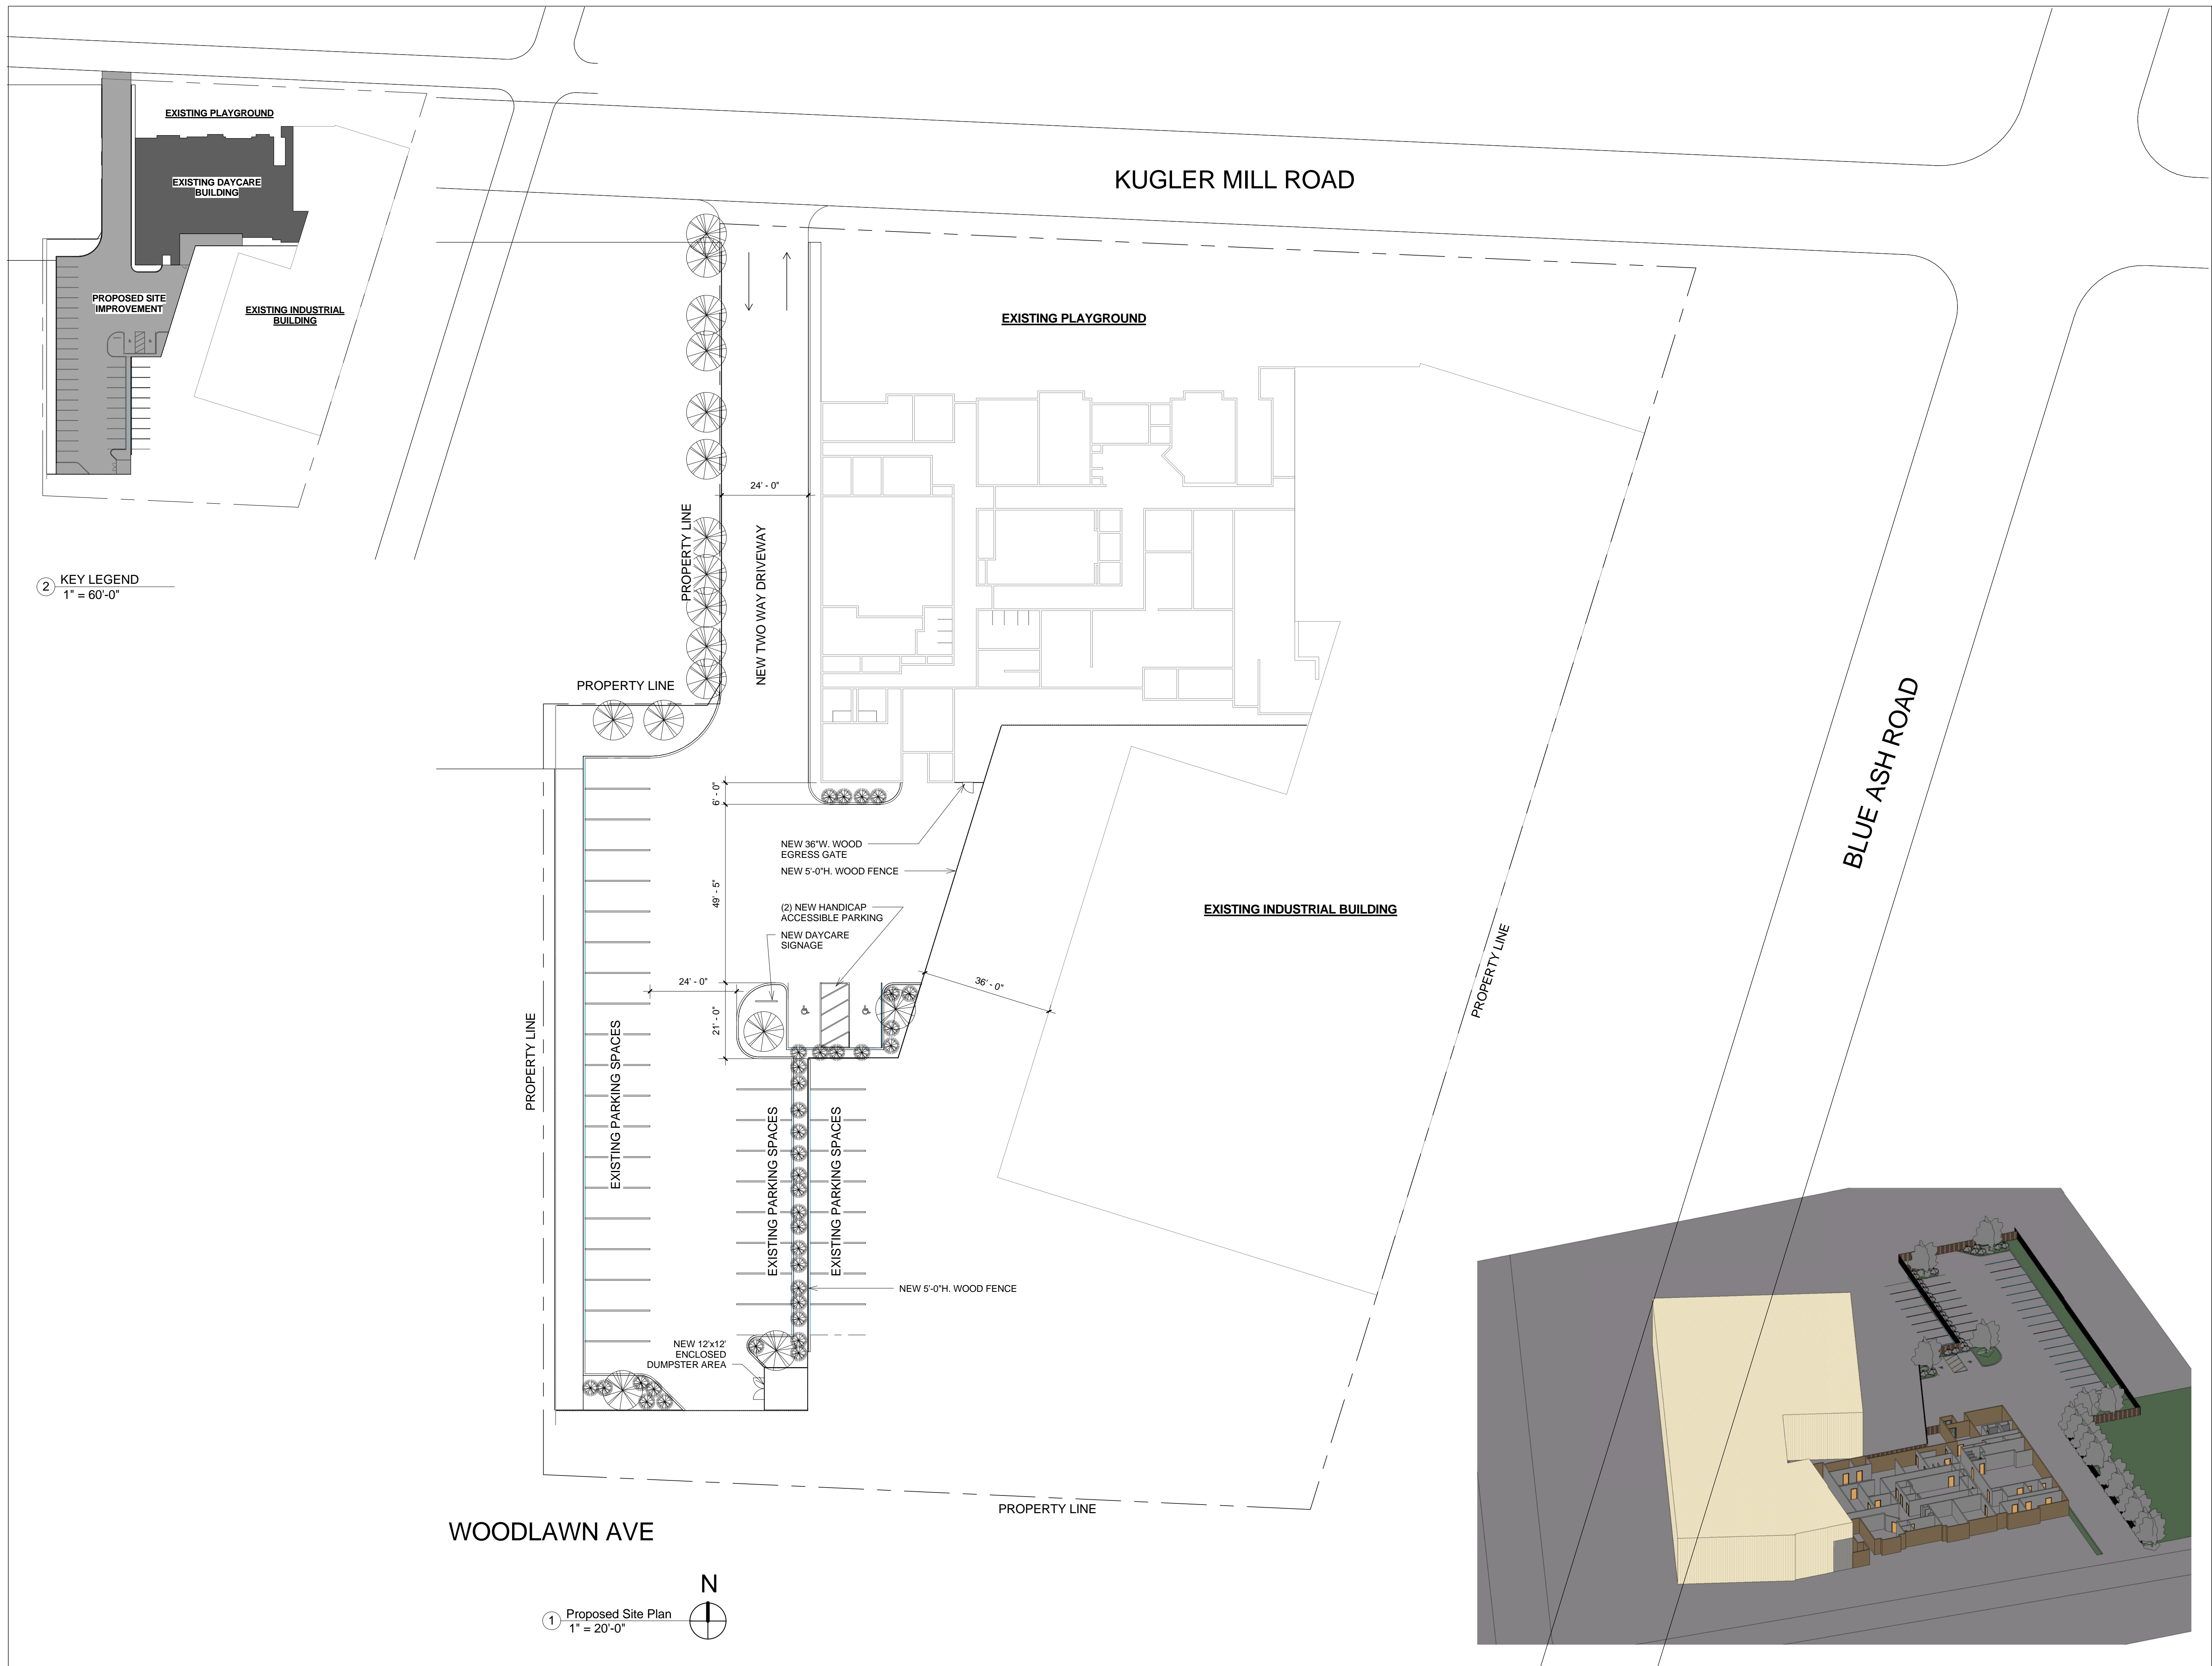 EXISTING PLAYGROUND
EXISTING DAYCARE
BUILDING
PROPOSED SITE
IMPROVEMENT
EXISTING INDUSTRIAL
BUILDING
2
KEY LEGEND
1" = 60'-0"
KUGLER MILL ROAD
EXISTING PLAYGROUND
24' - 0"
PROPERTY LINE
NEW TWO WAY DRIVEWAY
PROPERTY LINE
BLUE ASH ROAD
6' - 0"
NEW 36"W. WOOD
EGRESS GATE
NEW 5'-0"H. WOOD FENCE
49' - 5"
(2) NEW HANDICAP
ACCESSIBLE PARKING
NEW DAYCARE
SIGNAGE
EXISTING INDUSTRIAL BUILDING
PROPERTY LINE
24' - 0"
36' - 0"
21' - 0"
PROPERTY LINE
EXISTING PARKING SPACES
EXISTING PARKING SPACES
EXISTING PARKING SPACES
NEW 5'-0"H. WOOD FENCE
NEW 12'x12'
ENCLOSED
DUMPSTER AREA
PROPERTY LINE
WOODLAWN AVE
N
1
Proposed Site Plan
1" = 20'-0"